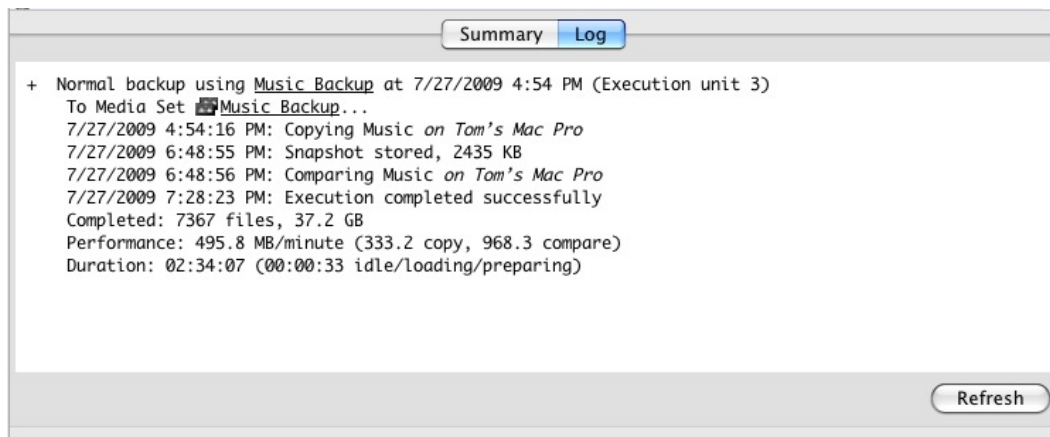 Summary Log
+ Normal backup using Music Backup at 7/27/2009 4:54 PM (Execution unit 3)
To Media Set Music Backup...
7/27/2009 4:54:16 PM: Copying Music on Tom's Mac Pro
7/27/2009 6:48:55 PM: Snapshot stored, 2435 KB
7/27/2009 6:48:56 PM: Comparing Music on Tom's Mac Pro
7/27/2009 7:28:23 PM: Execution completed successfully
Completed: 7367 files, 37.2 GB
Performance: 495.8 MB/minute (333.2 copy, 968.3 compare)
Duration: 02:34:07 (00:00:33 idle/loading/preparing)
Refresh